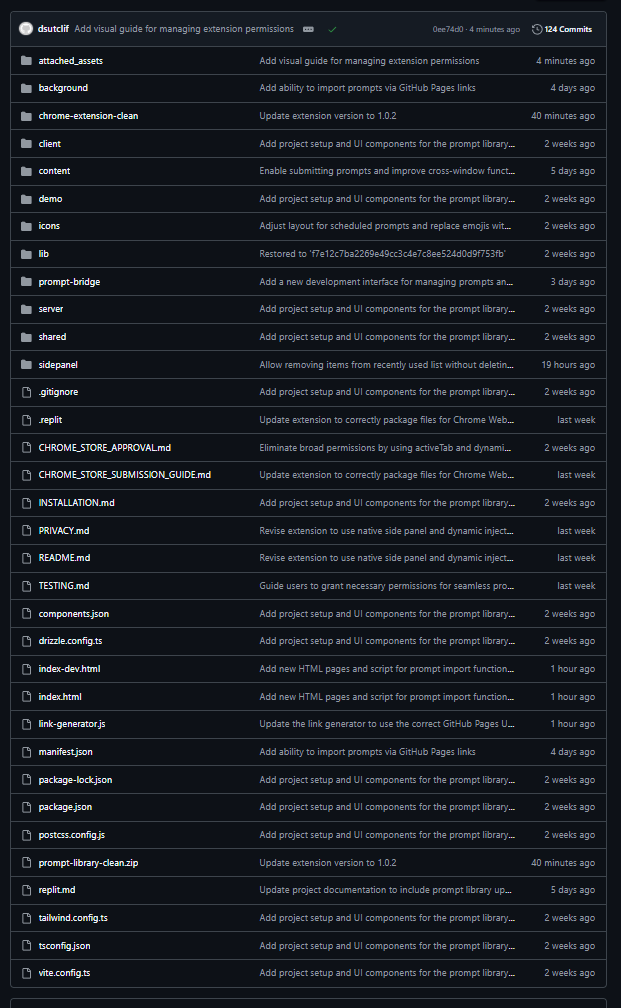 dsutclif Add visual guide for managing extension permissions ... 0ee74d0 · 4 minutes ago 124 Commits
attached_assets Add visual guide for managing extension permissions 4 minutes ago
background Add ability to import prompts via GitHub Pages links 4 days ago
chrome-extension-clean Update extension version to 1.0.2 40 minutes ago
client Add project setup and UI components for the prompt library... 2 weeks ago
content Enable submitting prompts and improve cross-window funct... 5 days ago
demo Add project setup and UI components for the prompt library... 2 weeks ago
icons Adjust layout for scheduled prompts and replace emojis wit... 2 weeks ago
lib Restored to 'f7e12c7ba2269e49cc3c4e7c8ee524d0d9f753fb' 2 weeks ago
prompt-bridge Add a new development interface for managing prompts an... 3 days ago
server Add project setup and UI components for the prompt library... 2 weeks ago
shared Add project setup and UI components for the prompt library... 2 weeks ago
sidepanel Allow removing items from recently used list without deletin... 19 hours ago
.gitignore Add project setup and UI components for the prompt library... 2 weeks ago
.replit Update extension to correctly package files for Chrome Web... last week
CHROME_STORE_APPROVAL.md Eliminate broad permissions by using activeTab and dynami... last week
CHROME_STORE_SUBMISSION_GUIDE.md Update extension to correctly package files for Chrome Web... last week
INSTALLATION.md Add project setup and UI components for the prompt library... 2 weeks ago
PRIVACY.md Revise extension to use native side panel and dynamic inject... last week
README.md Revise extension to use native side panel and dynamic inject... last week
TESTING.md Guide users to grant necessary permissions for seamless pro... last week
components.json Add project setup and UI components for the prompt library... 2 weeks ago
drizzle.config.ts Add project setup and UI components for the prompt library... 2 weeks ago
index-dev.html Add new HTML pages and script for prompt import function... 1 hour ago
index.html Add new HTML pages and script for prompt import function... 1 hour ago
link-generator.js Update the link generator to use the correct GitHub Pages U... 1 hour ago
manifest.json Add ability to import prompts via GitHub Pages links 4 days ago
package-lock.json Add project setup and UI components for the prompt library... 2 weeks ago
package.json Add project setup and UI components for the prompt library... 2 weeks ago
postcss.config.js Add project setup and UI components for the prompt library... 2 weeks ago
prompt-library-clean.zip Update extension version to 1.0.2 40 minutes ago
replit.md Update project documentation to include prompt library up... 5 days ago
tailwind.config.ts Add project setup and UI components for the prompt library... 2 weeks ago
tsconfig.json Add project setup and UI components for the prompt library... 2 weeks ago
vite.config.ts Add project setup and UI components for the prompt library... 2 weeks ago